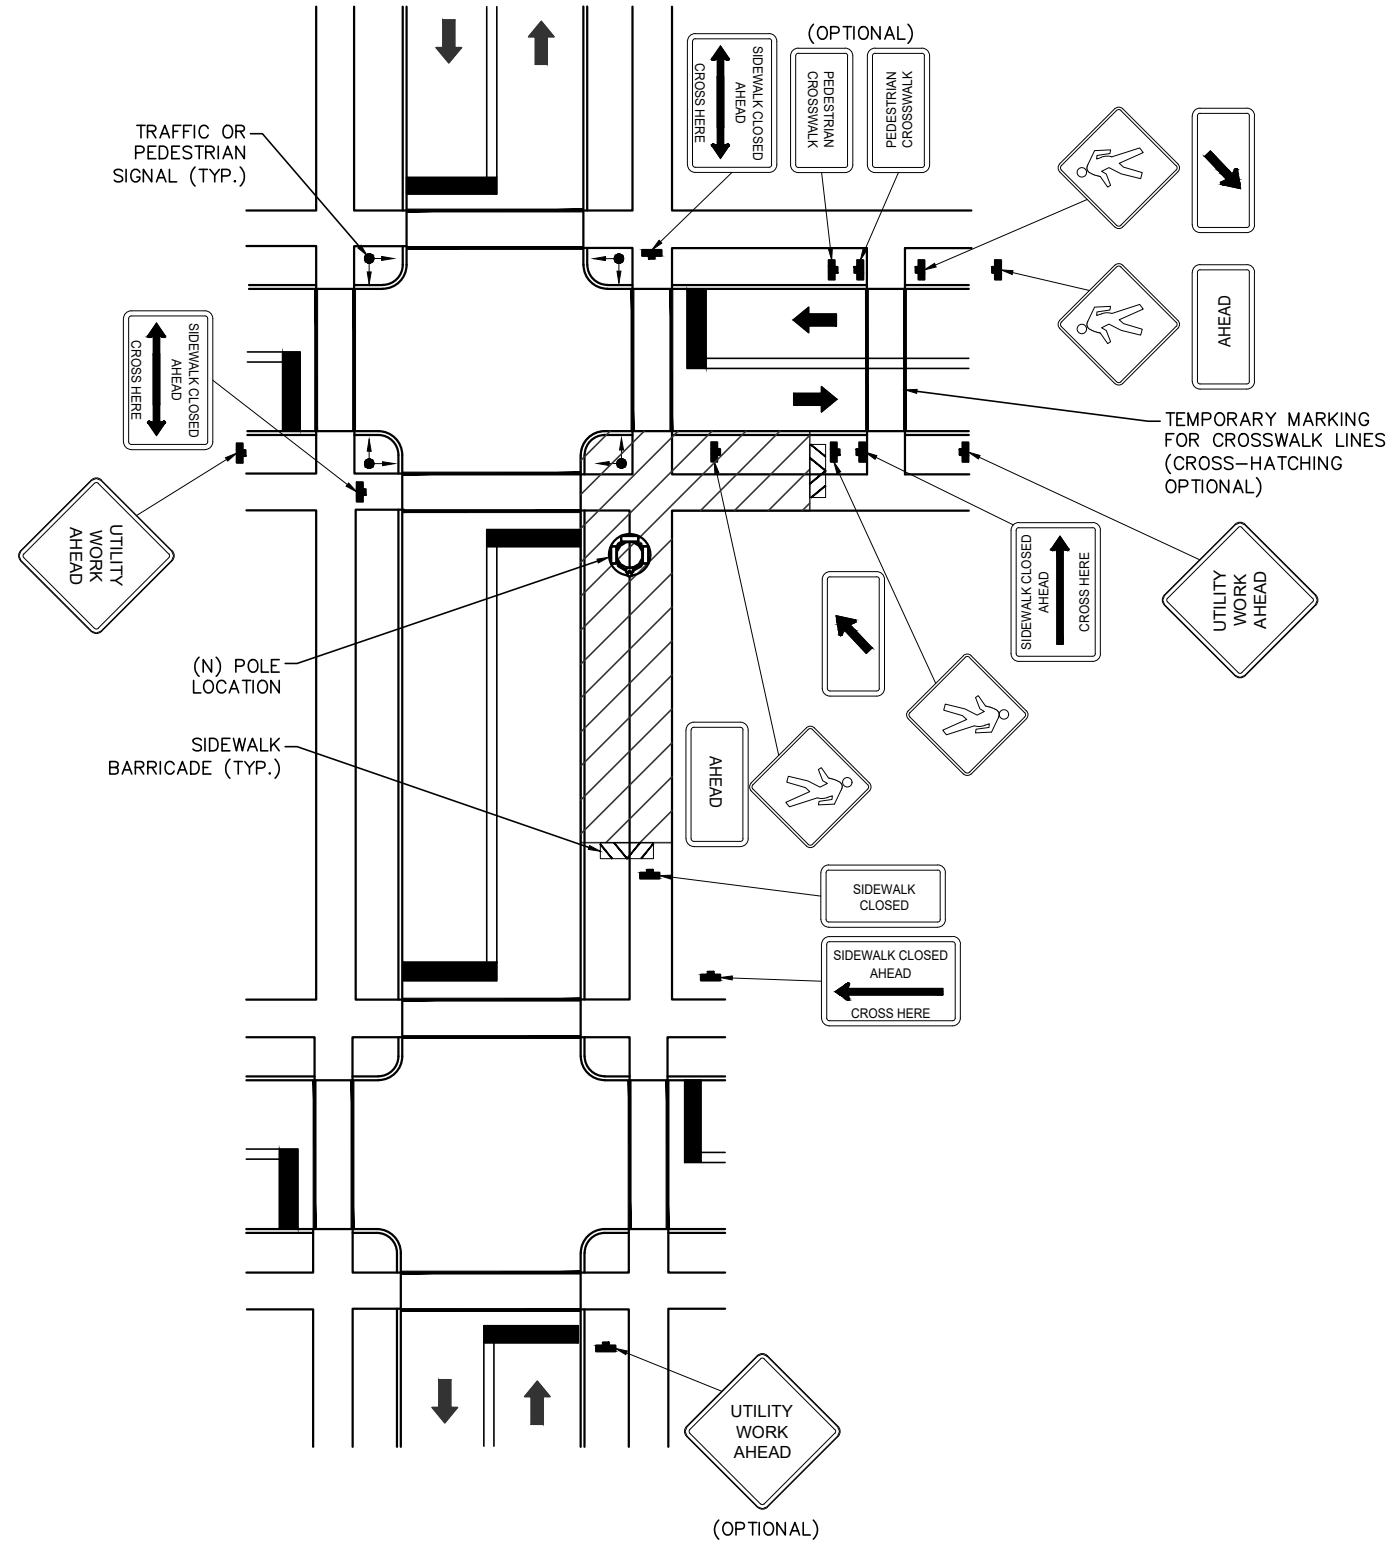 (OPTIONAL)
SIDEWALK CLOSED
AHEAD
CROSS HERE
PEDESTRIAN
CROSSWALK
PEDESTRIAN
CROSSWALK
TRAFFIC OR
PEDESTRIAN
SIGNAL (TYP.)
AHEAD
SIDEWALK CLOSED
AHEAD
CROSS HERE
TEMPORARY MARKING
FOR CROSSWALK LINES
(CROSS-HATCHING
OPTIONAL)
UTILITY
WORK
AHEAD
SIDEWALK CLOSED
AHEAD
CROSS HERE
UTILITY
WORK
AHEAD
(N) POLE
LOCATION
SIDEWALK
BARRICADE (TYP.)
AHEAD
SIDEWALK
CLOSED
SIDEWALK CLOSED
AHEAD
CROSS HERE
UTILITY
WORK
AHEAD
(OPTIONAL)